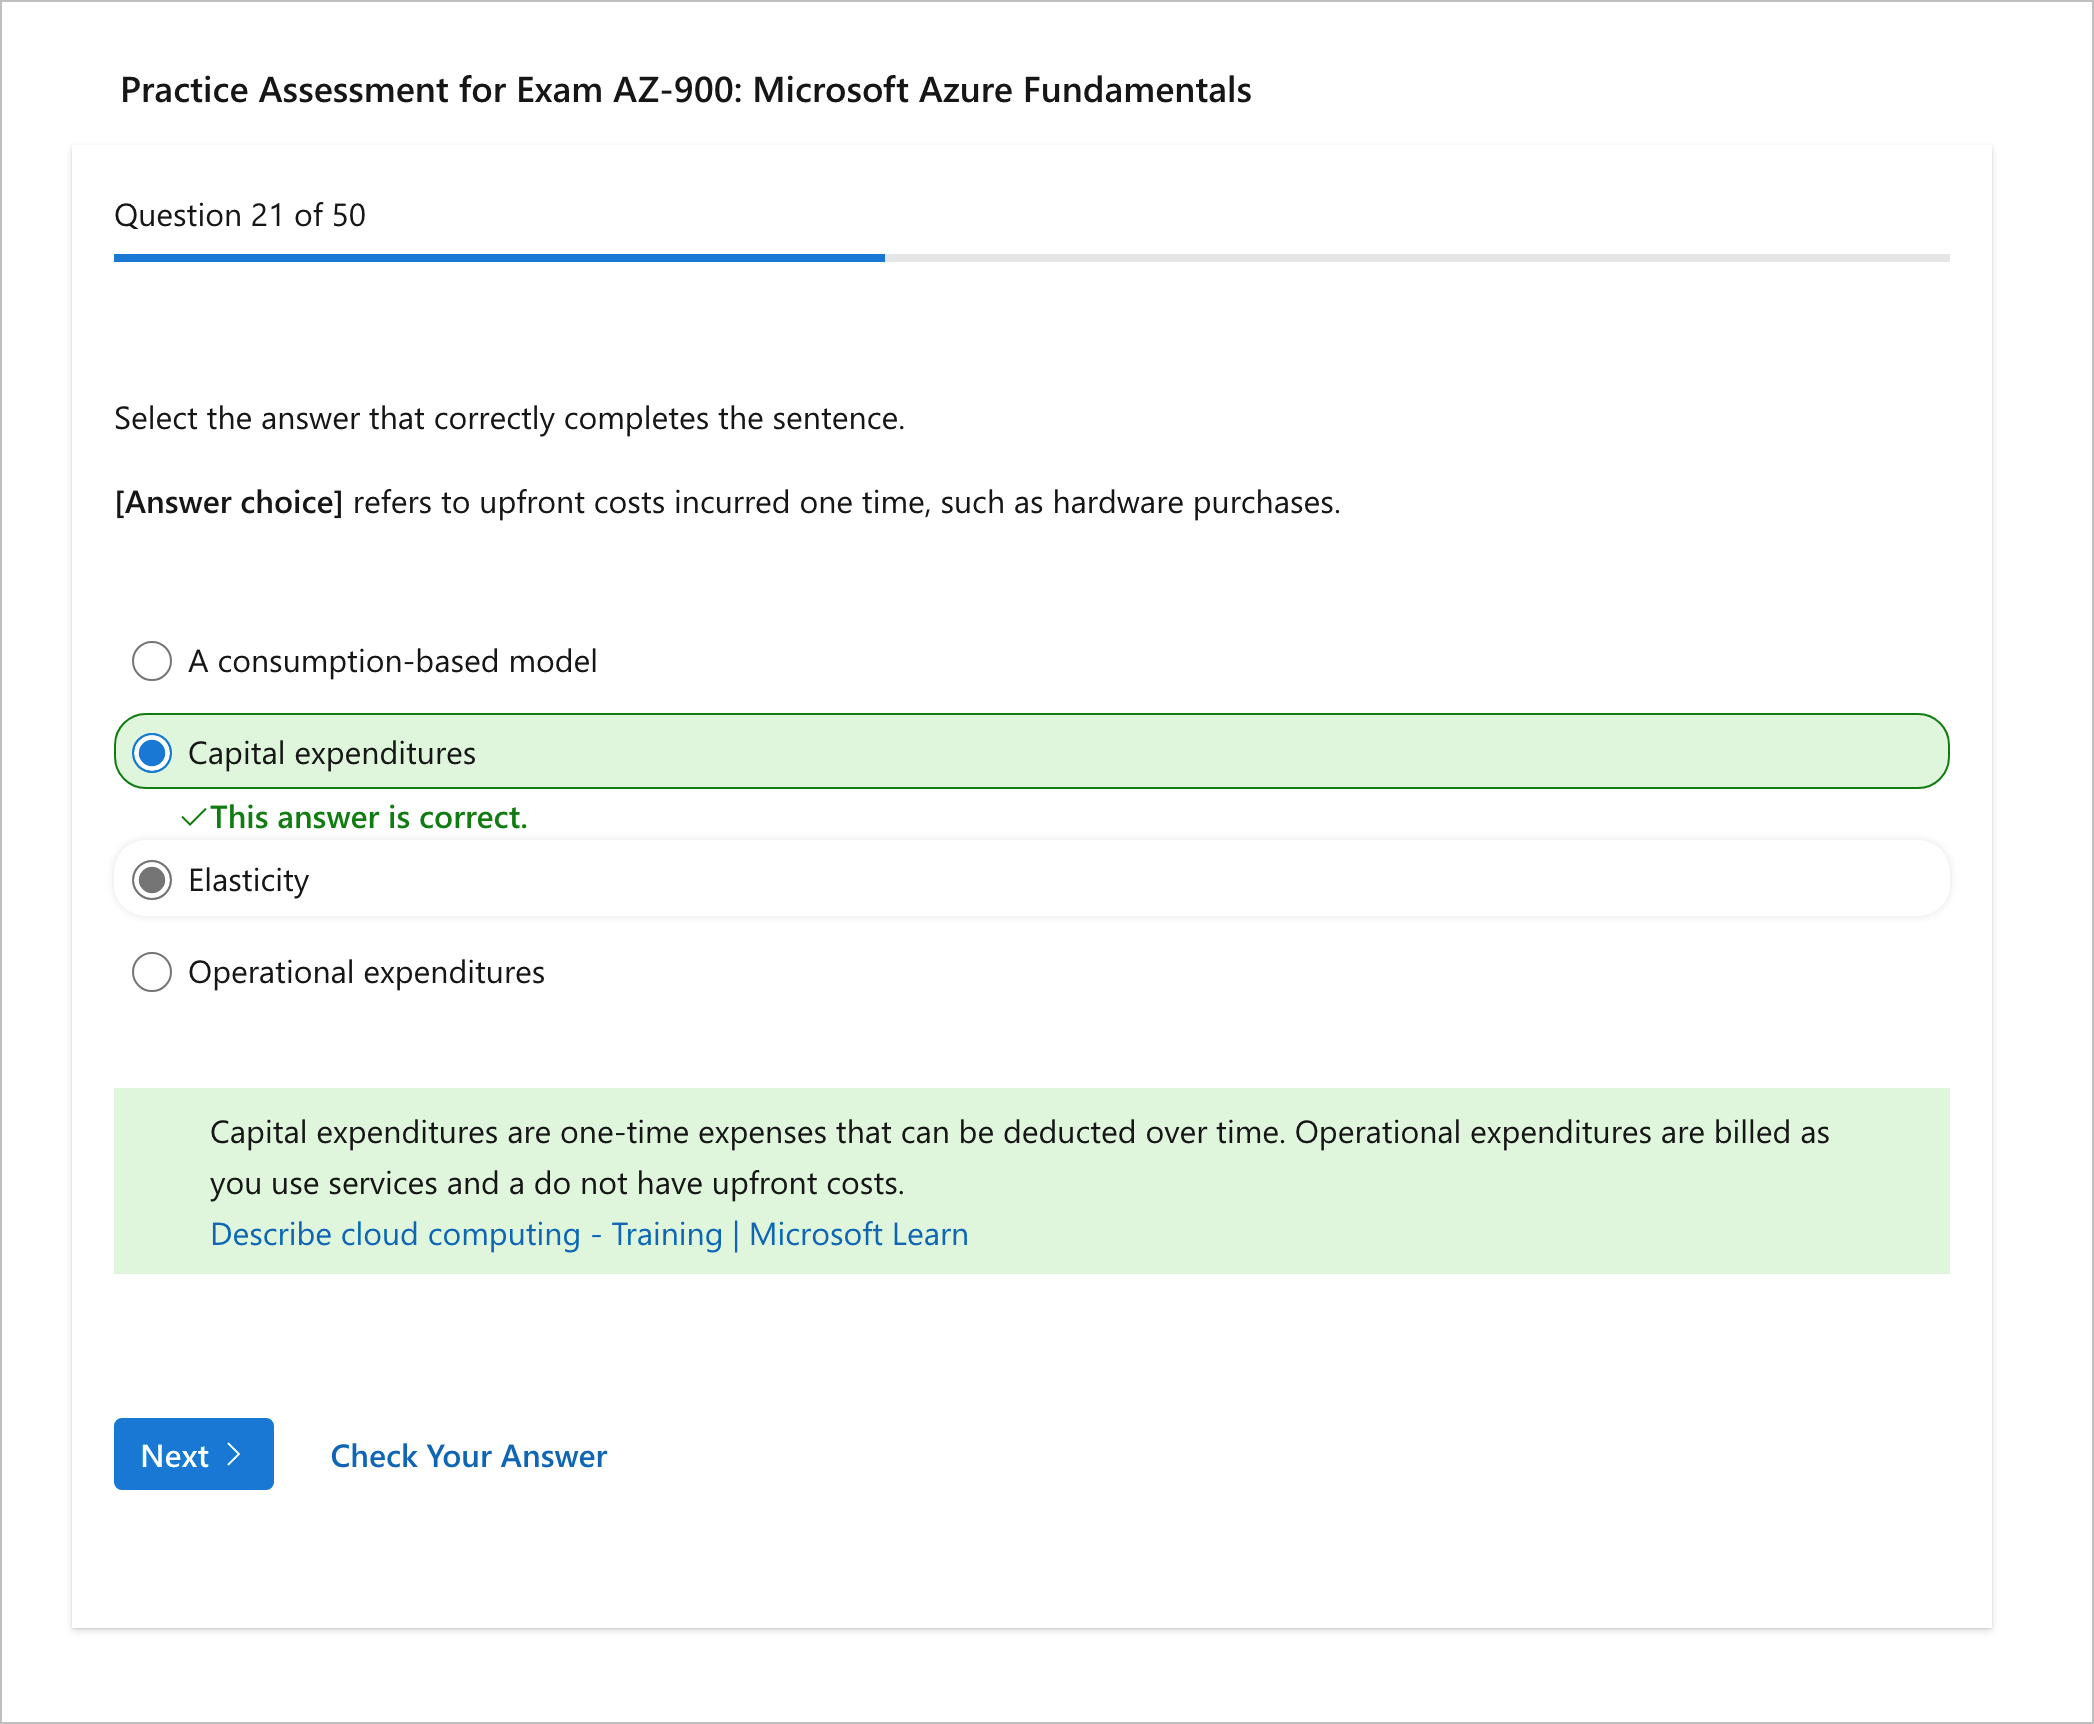 Practice Assessment for Exam AZ-900: Microsoft Azure Fundamentals
Question 21 of 50
Select the answer that correctly completes the sentence.
[Answer choice] refers to upfront costs incurred one time, such as hardware purchases.
A consumption-based model
Capital expenditures
This answer is correct.
Elasticity
Operational expenditures
Capital expenditures are one-time expenses that can be deducted over time. Operational expenditures are billed as
you use services and a do not have upfront costs.
Describe cloud computing - Training | Microsoft Learn
Next
Check Your Answer